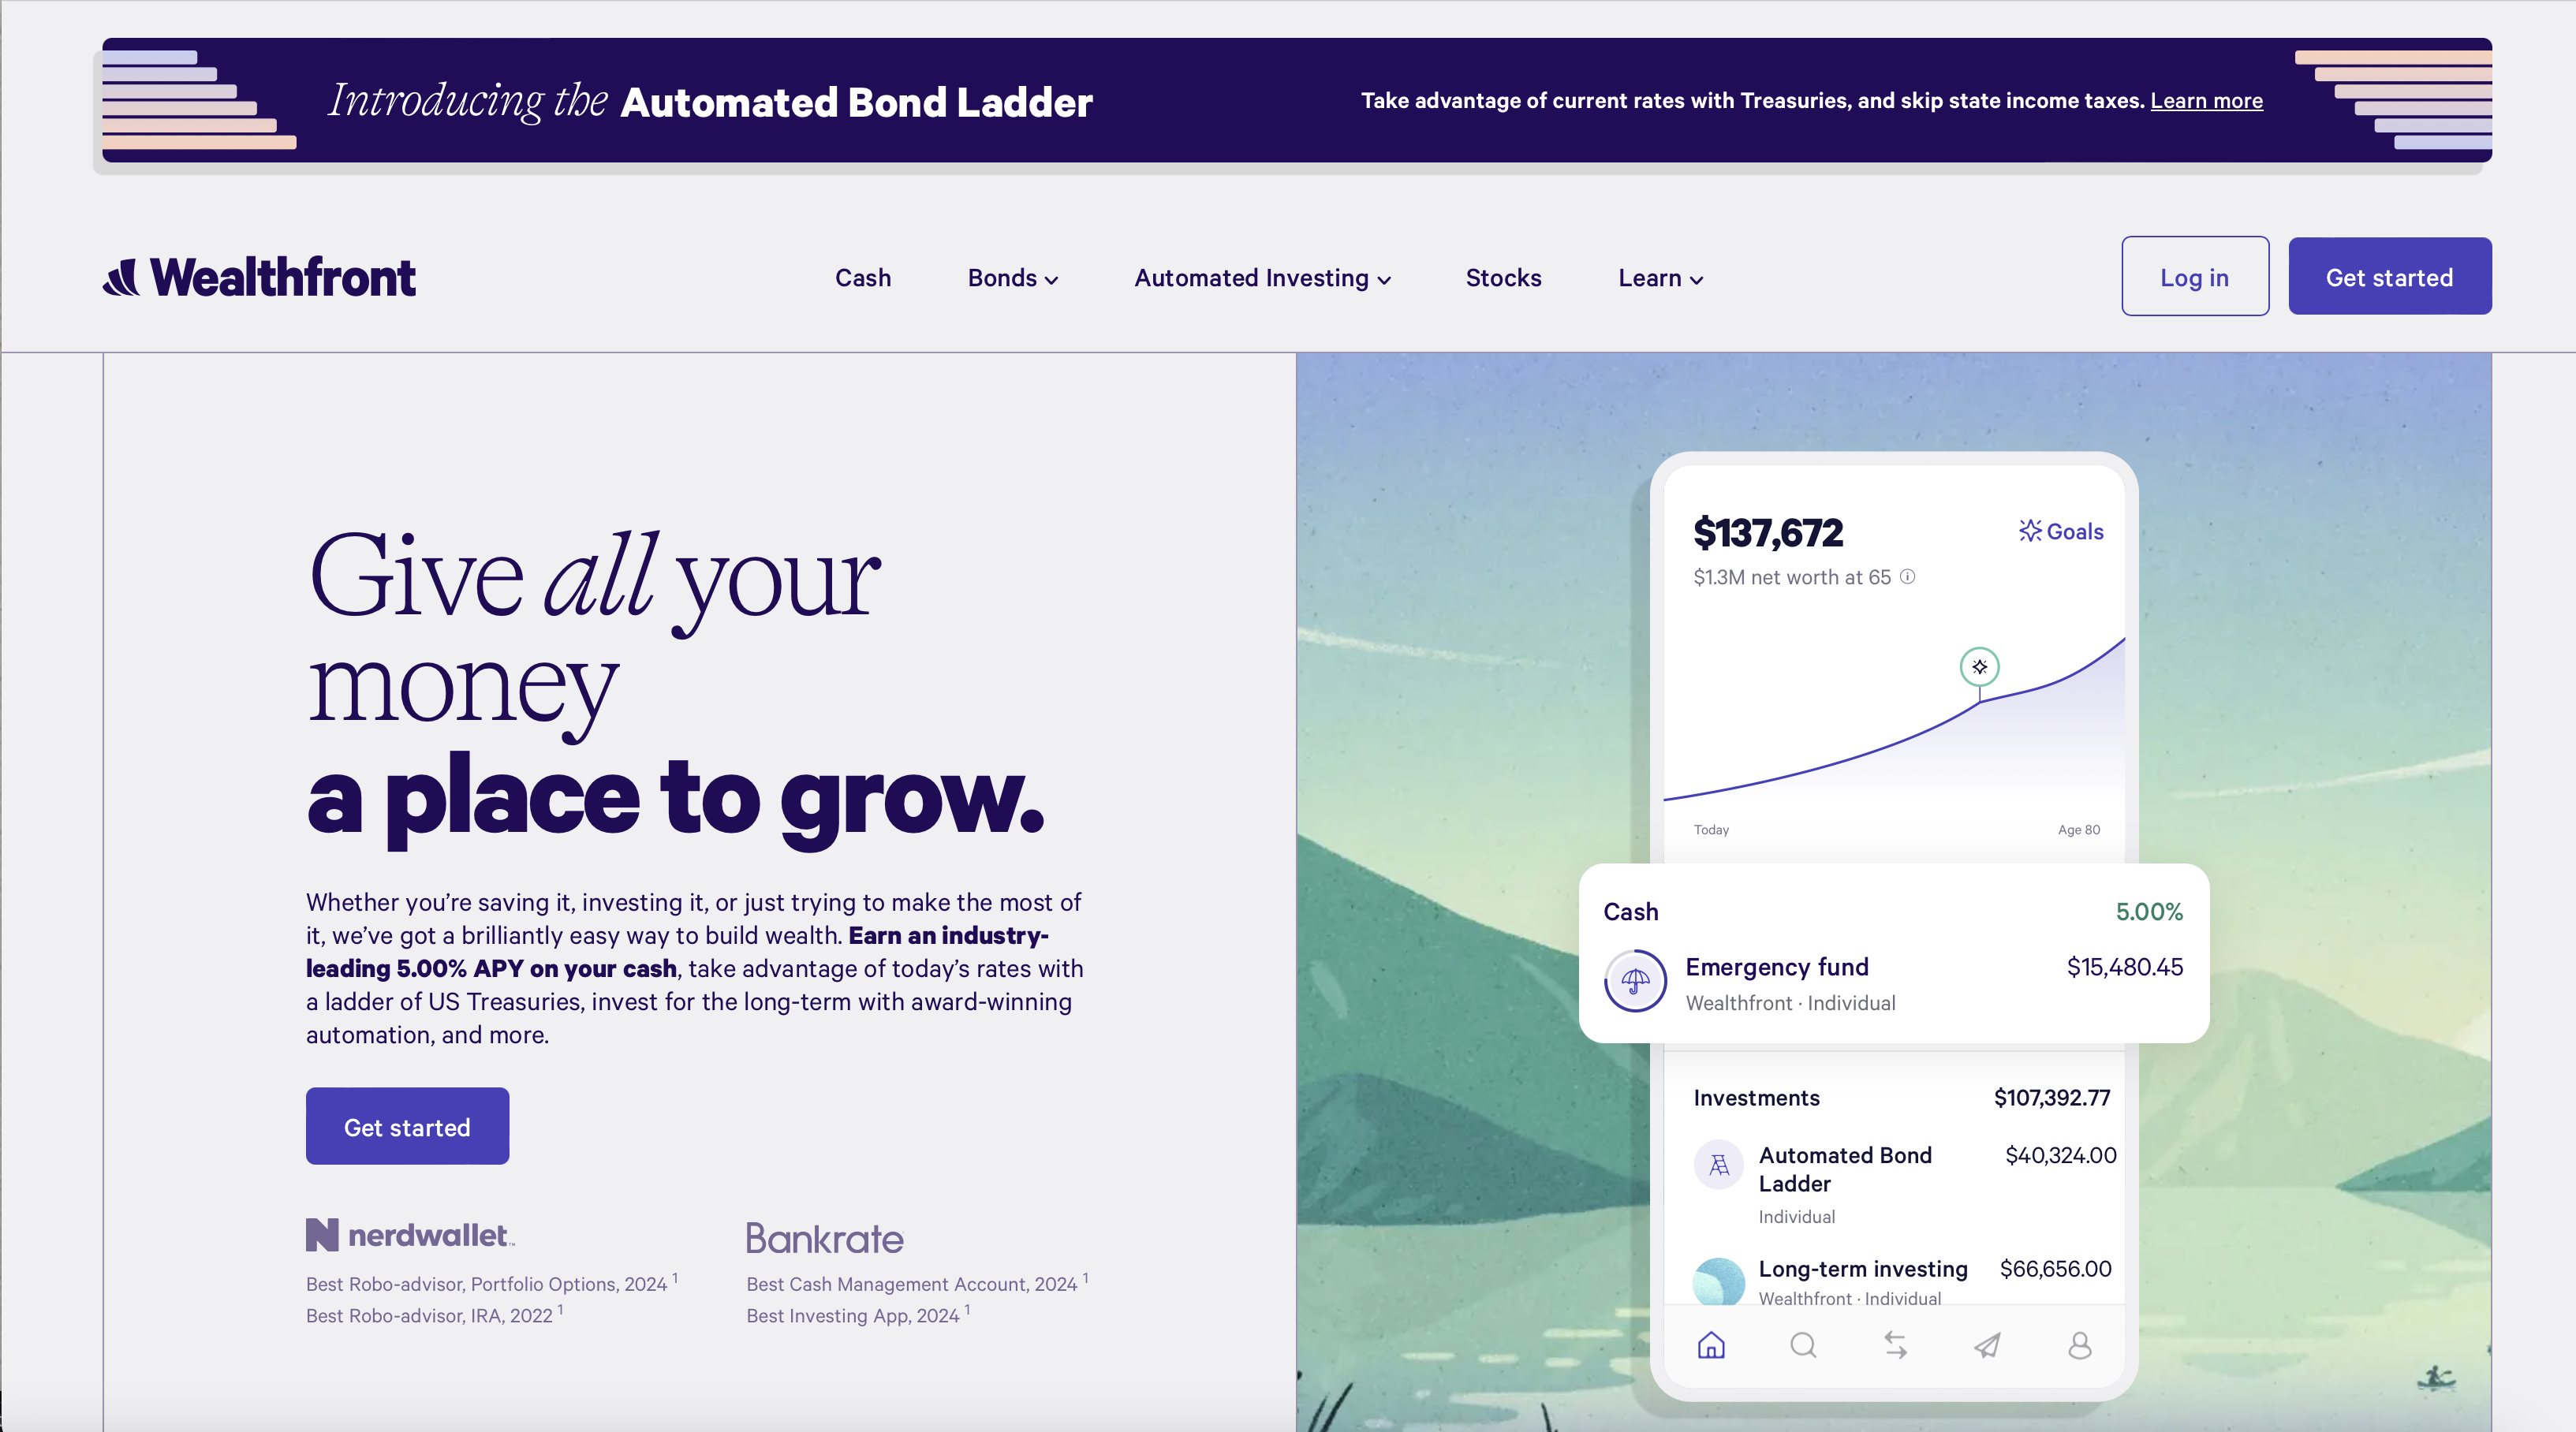 Introducing the Automated Bond Ladder
Take advantage of current rates with Treasuries, and skip state income taxes. Learn more
Wealthfront
Cash
Bonds
Automated Investing
Stocks
Learn
Log in
Get started
Give all your
money
a place to grow.
Whether you’re saving it, investing it, or just trying to make the most of
it, we’ve got a brilliantly easy way to build wealth. Earn an industry-
leading 5.00% APY on your cash, take advantage of today’s rates with
a ladder of US Treasuries, invest for the long-term with award-winning
automation, and more.
Get started
nerdwallet™
Best Robo-advisor, Portfolio Options, 2024 1
Best Robo-advisor, IRA, 2022 1
Bankrate
Best Cash Management Account, 2024 1
Best Investing App, 2024 1
$137,672
Goals
$1.3M net worth at 65
Today
Age 80
Cash
5.00%
Emergency fund
$15,480.45
Wealthfront · Individual
Investments
$107,392.77
Automated Bond
Ladder
$40,324.00
Individual
Long-term investing
$66,656.00
Wealthfront · Individual